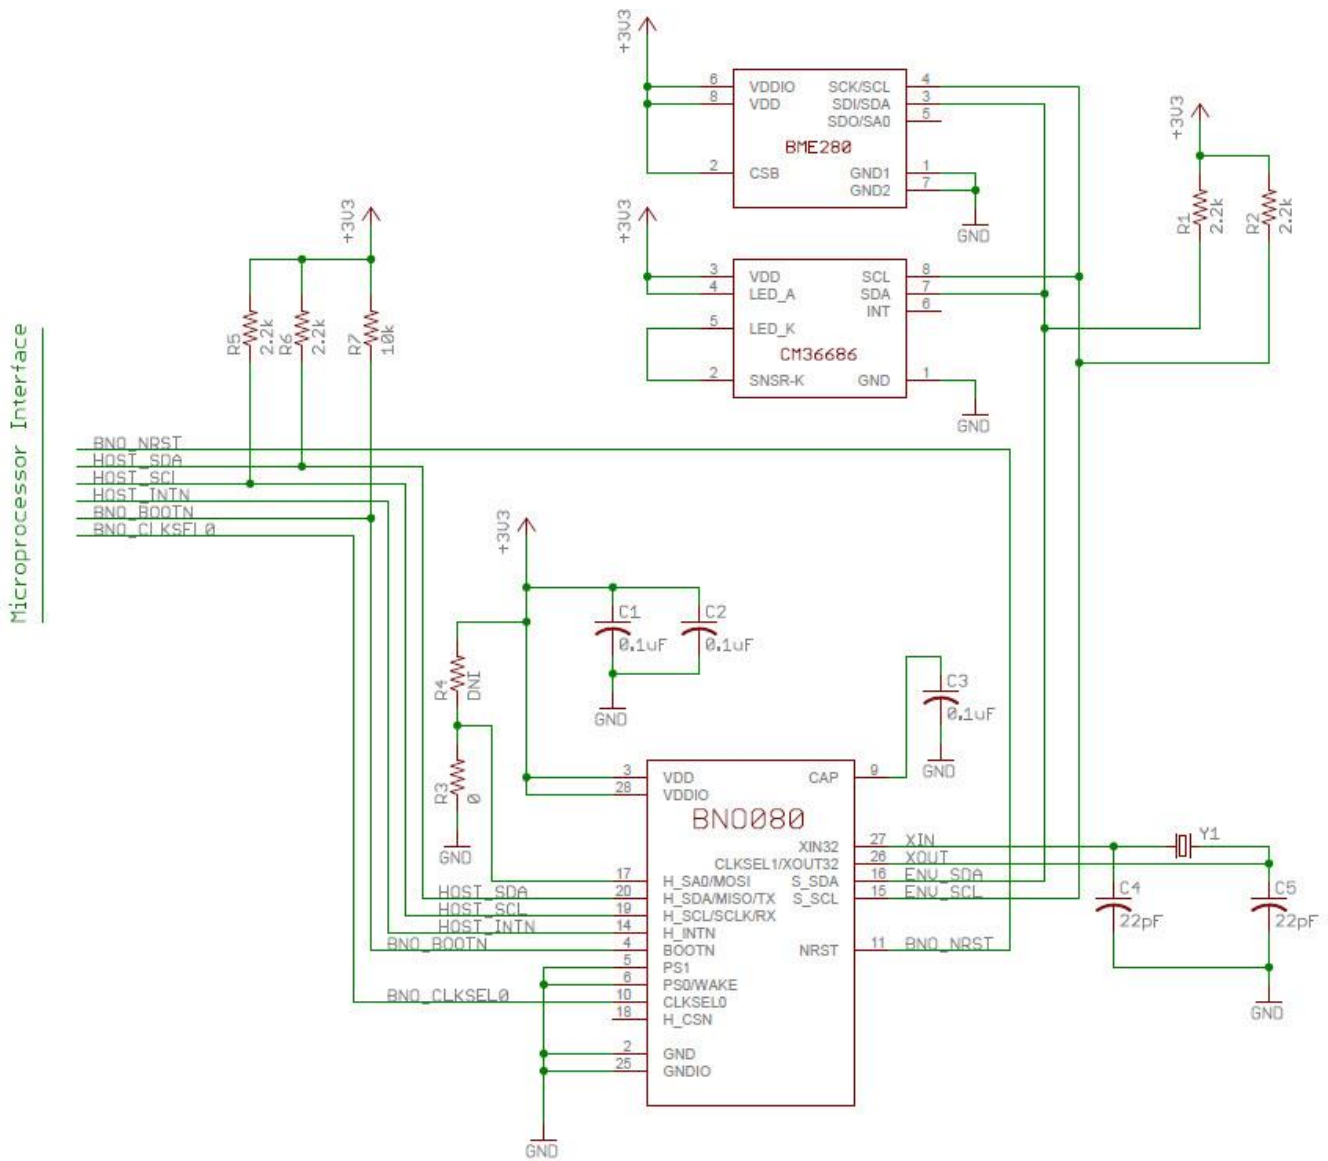 +3V3
6 VDDIO SCK/SCL 4
8 VDD SDI/SDA 3
SDO/SA0 5
BME280
2 CSB GND1 1
GND2 7
GND
+3V3
R1 2.2k
R2 2.2k
+3V3
3 VDD SCL 8
4 LED_A SDA 7
INT 6
5 LED_K
CM36686
2 SNSR-K GND 1
GND
+3V3
R5 2.2k
R6 2.2k
R7 10k
Microprocessor Interface
BNO_NRST
HOST_SDA
HOST_SCL
HOST_INTN
BNO_BOOTN
BNO_CLKSEL0
+3V3
C1
0.1uF
C2
0.1uF
GND
R4 DNI
R3 0
GND
C3
0.1uF
GND
3 VDD CAP 9
28 VDDIO
BNO080
XIN32 27 XIN
CLKSEL1/XOUT32 26 XOUT
17 H_SA0/MOSI S_SDA 16 ENV_SDA
HOST_SDA 20 H_SDA/MISO/TX S_SCL 15 ENV_SCL
HOST_SCL 19 H_SCL/SCLK/RX
HOST_INTN 14 H_INTN
BNO_BOOTN 4 BOOTN NRST 11 BNO_NRST
5 PS1
6 PS0/WAKE
BNO_CLKSEL0 10 CLKSEL0
18 H_CSN
2 GND
25 GNDIO
GND
Y1
C4
22pF
C5
22pF
GND